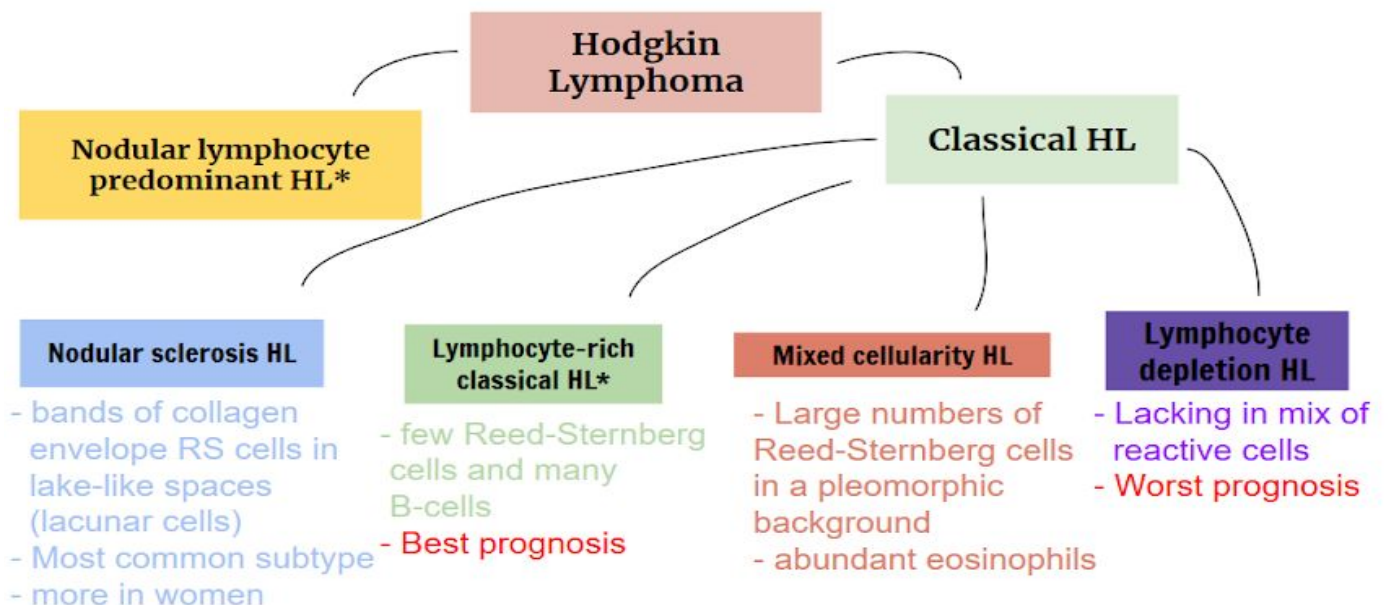 Hodgkin
Lymphoma
Nodular lymphocyte
predominant HL*
Classical HL
Nodular sclerosis HL
- bands of collagen
envelope RS cells in
lake-like spaces
(lacunar cells)
- Most common subtype
- more in women
Lymphocyte-rich
classical HL*
- few Reed-Sternberg
cells and many
B-cells
- Best prognosis
Mixed cellularity HL
- Large numbers of
Reed-Sternberg cells
in a pleomorphic
background
- abundant eosinophils
Lymphocyte
depletion HL
- Lacking in mix of
reactive cells
- Worst prognosis